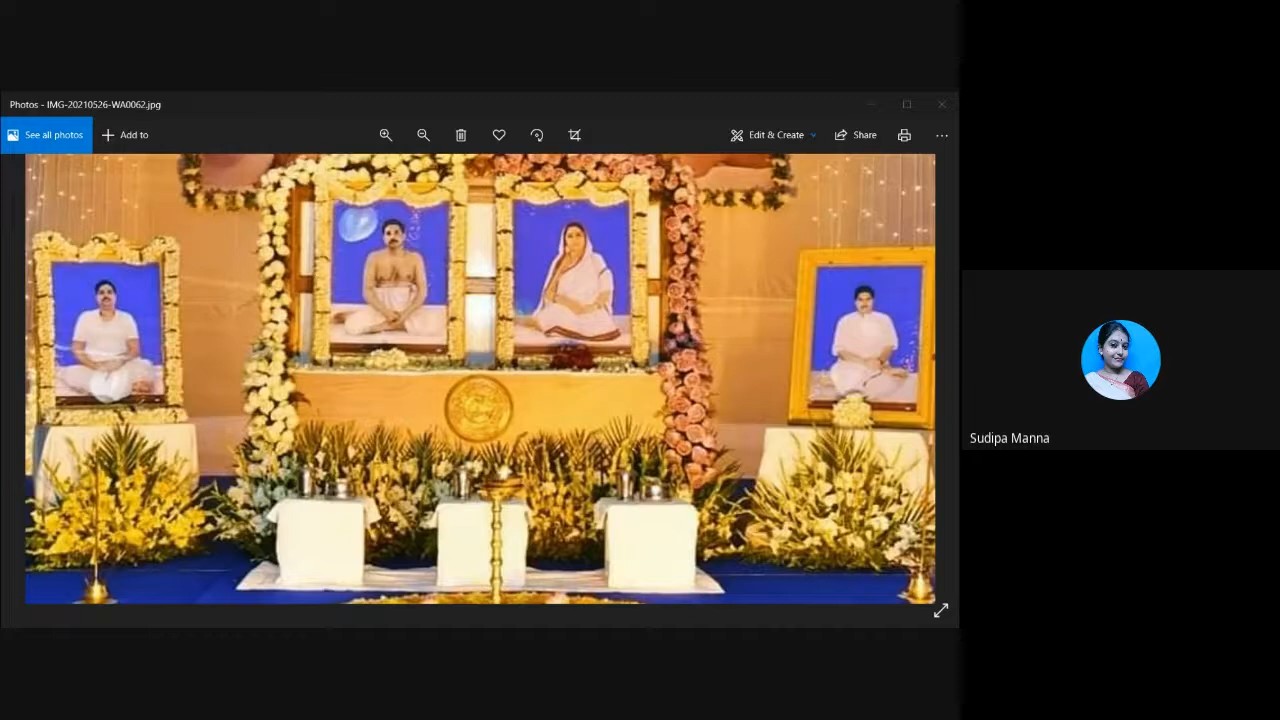 Photos - IMG-20210526-WA0062.jpg
See all photos
Add to
Edit & Create
Share
Sudipa Manna